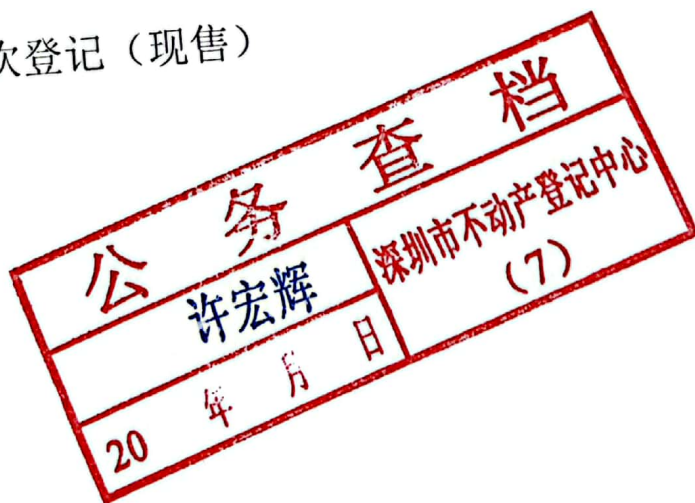 次登记（现售）
公务查档
许宏辉
深圳市不动产登记中心
（7）
20 年 月 日